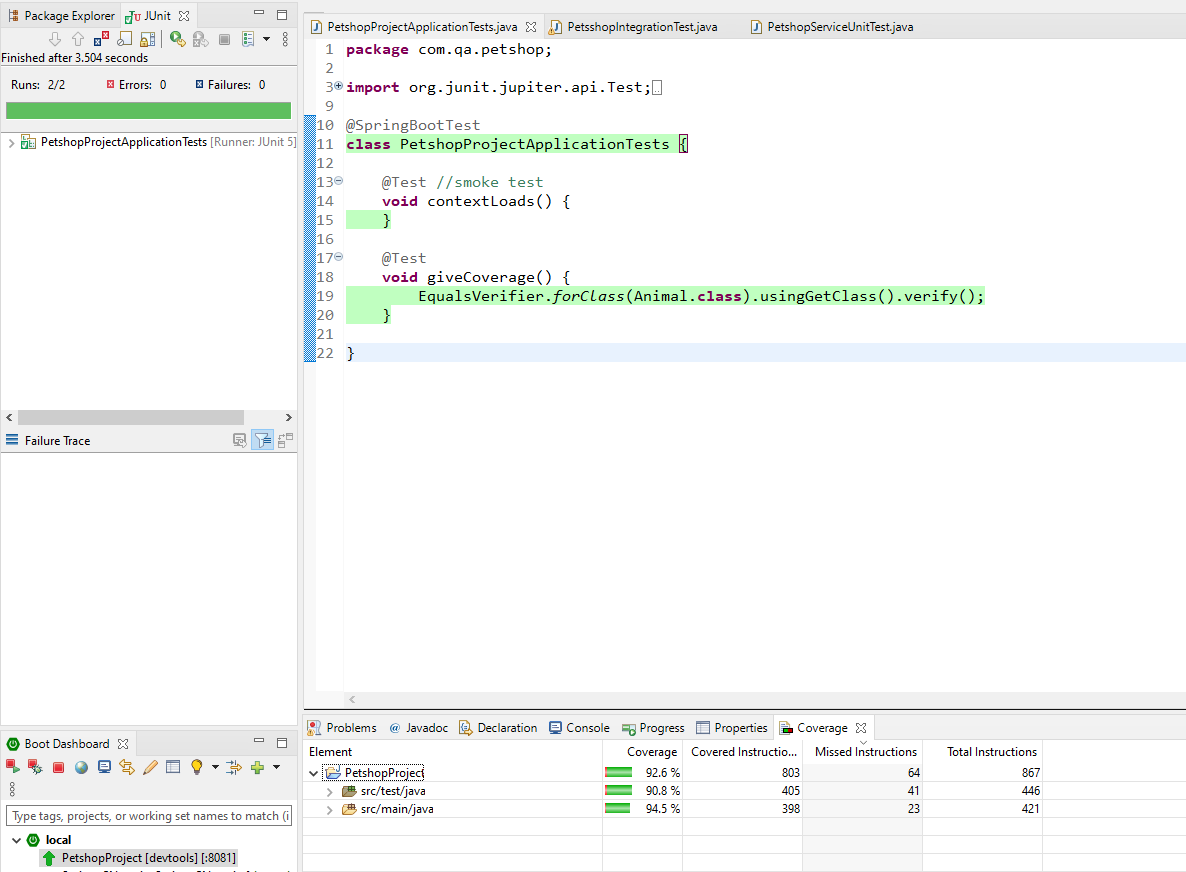 Package Explorer JUnit
Finished after 3.504 seconds
Runs: 2/2 Errors: 0 Failures: 0
PetshopProjectApplicationTests [Runner: JUnit 5]
Failure Trace
PetshopProjectApplicationTests.java PetsshopIntegrationTest.java PetshopServiceUnitTest.java
1 package com.qa.petshop;
2
3 import org.junit.jupiter.api.Test;
9
10 @SpringBootTest
11 class PetshopProjectApplicationTests {
12
13 @Test //smoke test
14 void contextLoads() {
15 }
16
17 @Test
18 void giveCoverage() {
19 EqualsVerifier.forClass(Animal.class).usingGetClass().verify();
20 }
21
22 }
Boot Dashboard
Type tags, projects, or working set names to match (i
local
PetshopProject [devtools] [:8081]
Problems @ Javadoc Declaration Console Progress Properties Coverage
Element Coverage Covered Instructio... Missed Instructions Total Instructions
PetshopProject 92.6 % 803 64 867
src/test/java 90.8 % 405 41 446
src/main/java 94.5 % 398 23 421